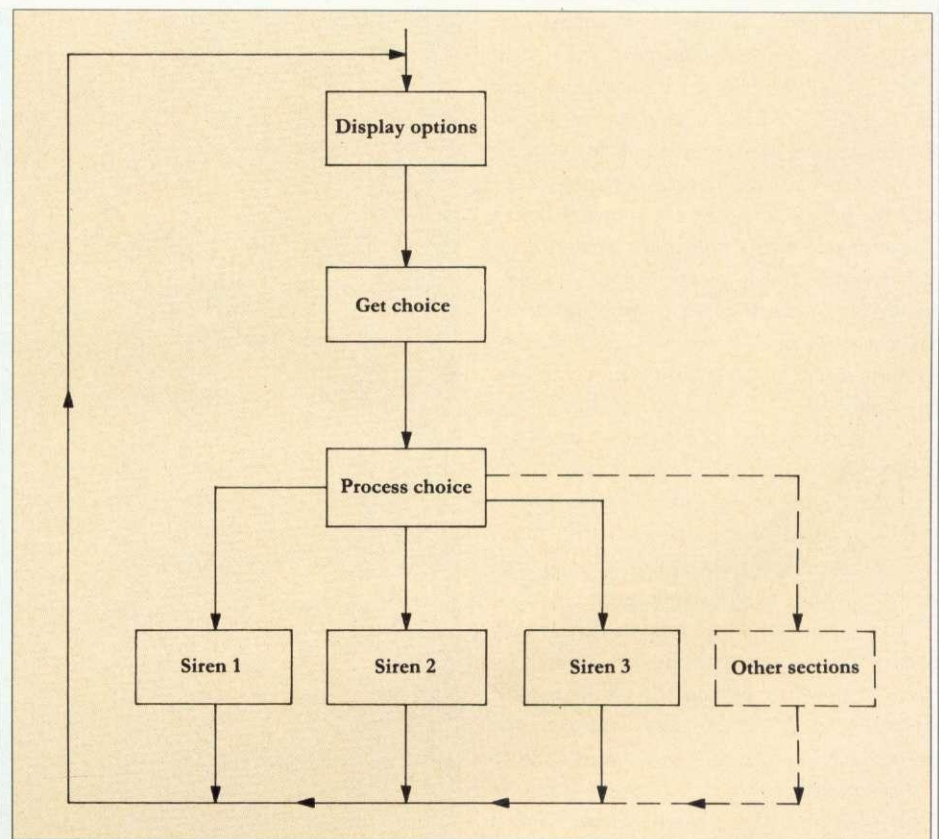 Display options
Get choice
Process choice
Siren 1
Siren 2
Siren 3
Other sections